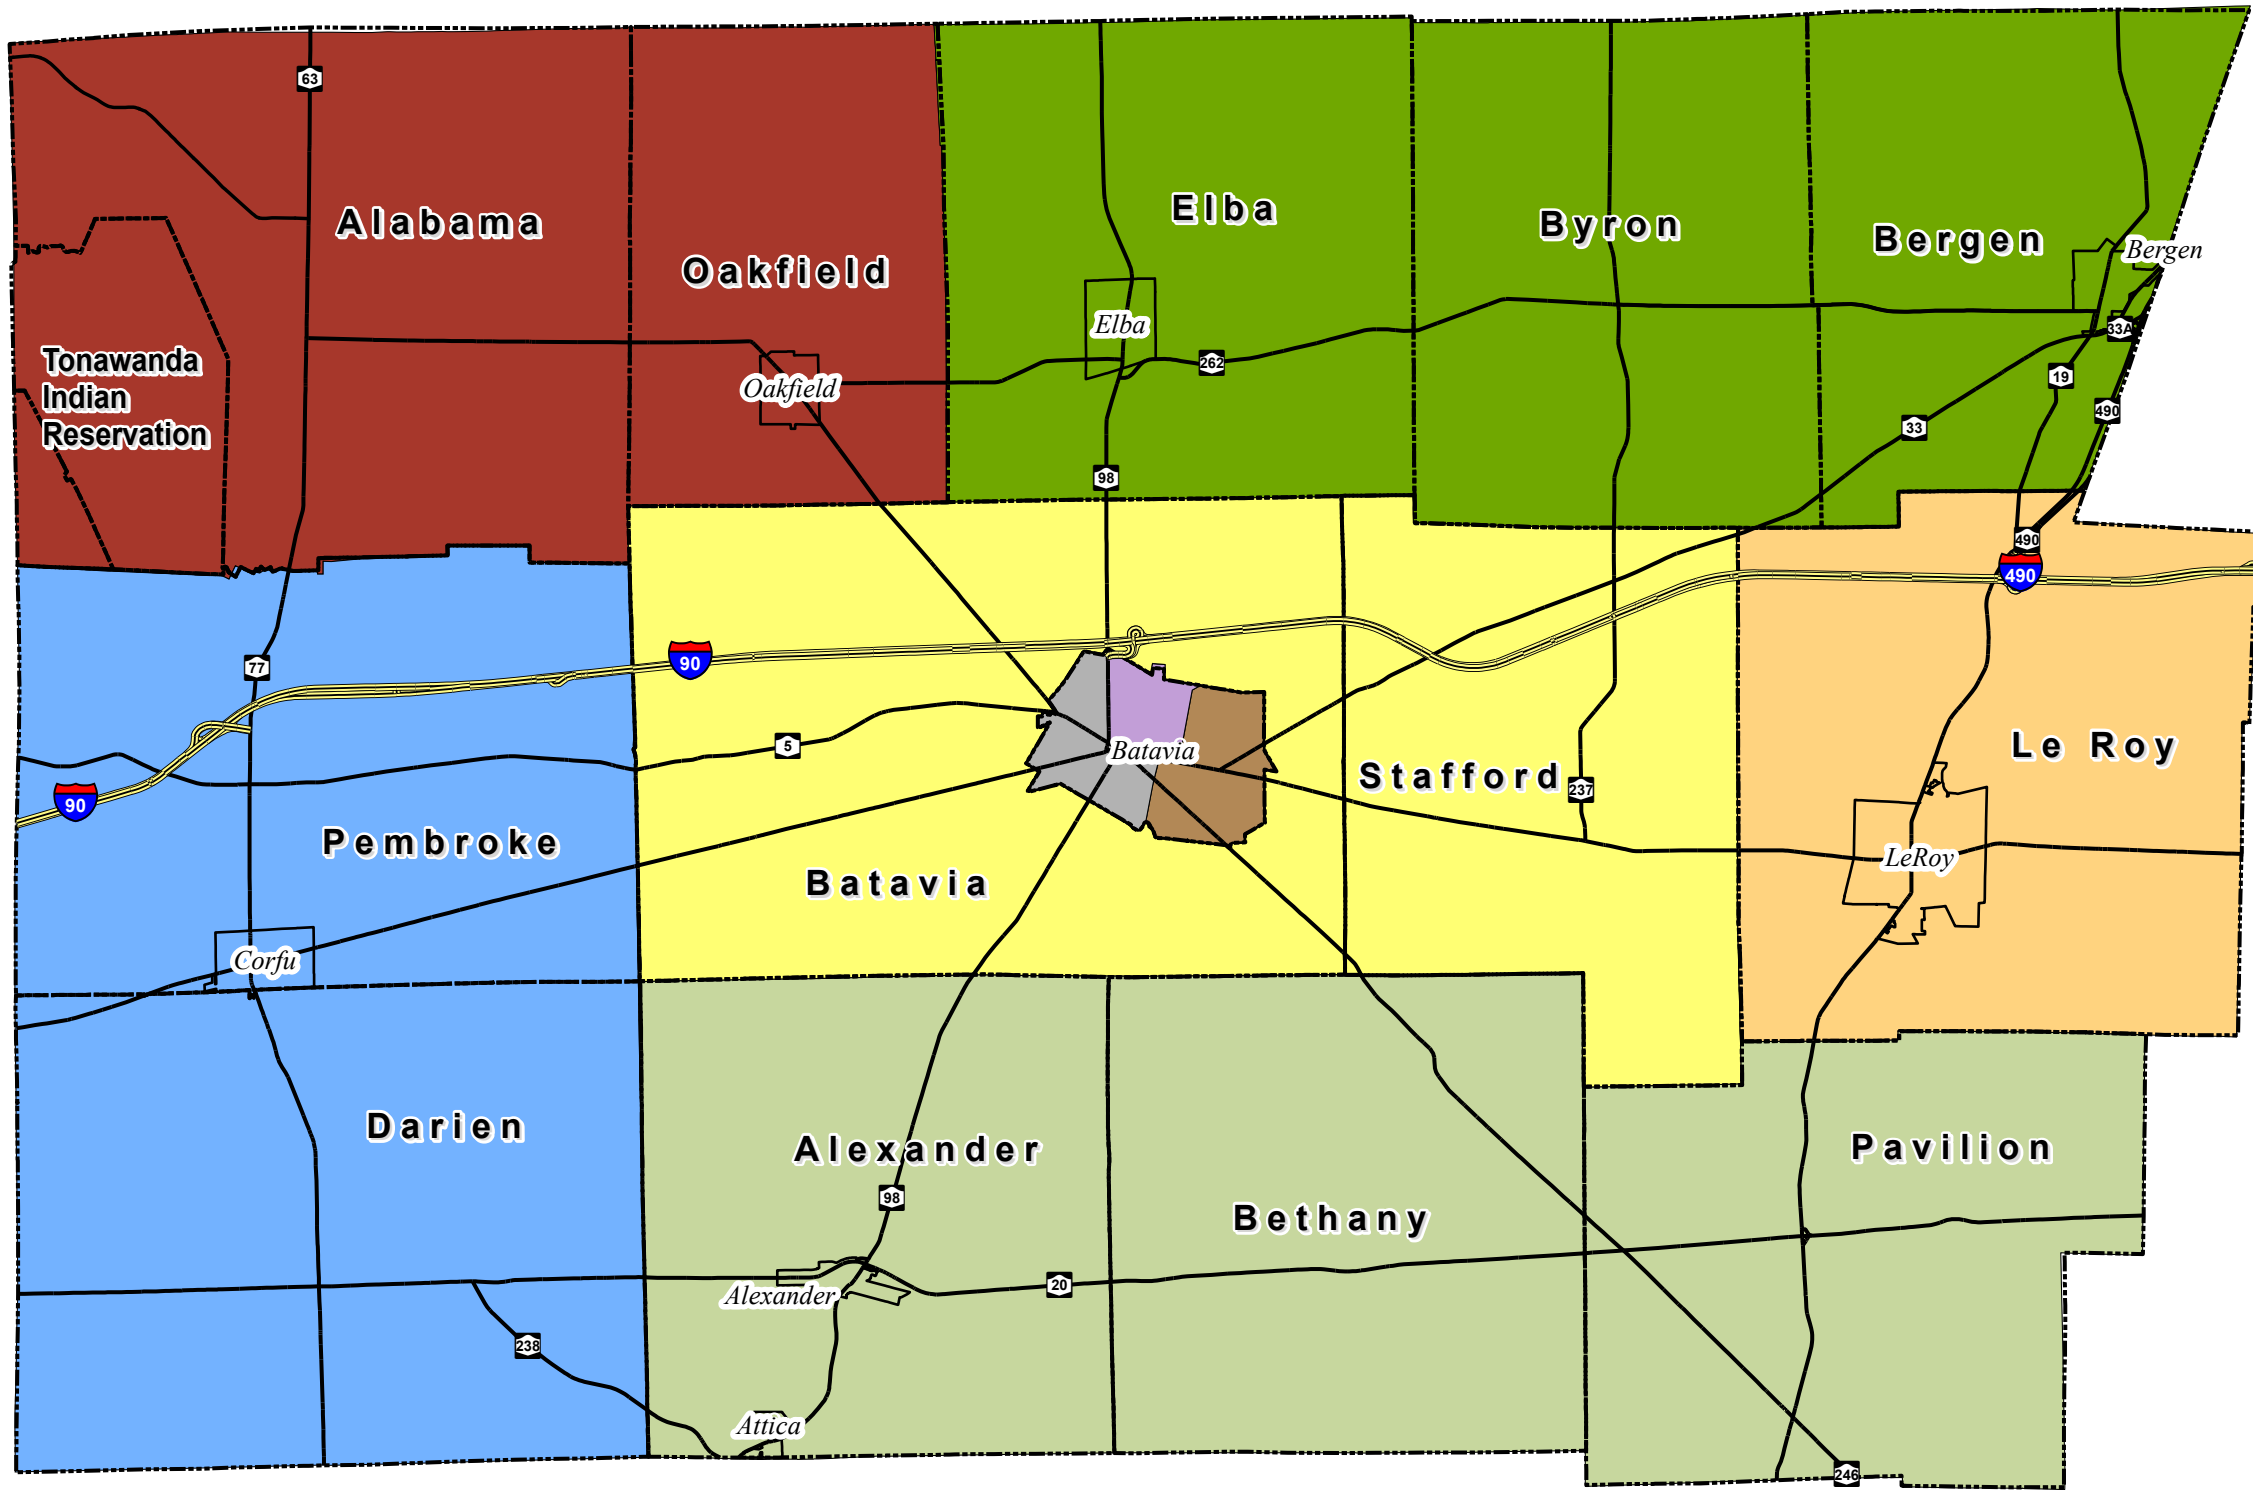 63
Alabama
Elba
Byron
Bergen
Bergen
Oakfield
Elba
33A
Tonawanda
Indian
Reservation
262
19
Oakfield
490
33
98
490
490
77
90
5
Batavia
Le Roy
Stafford
237
90
Pembroke
LeRoy
Batavia
Corfu
Darien
Alexander
Pavilion
98
Bethany
20
Alexander
238
Attica
246